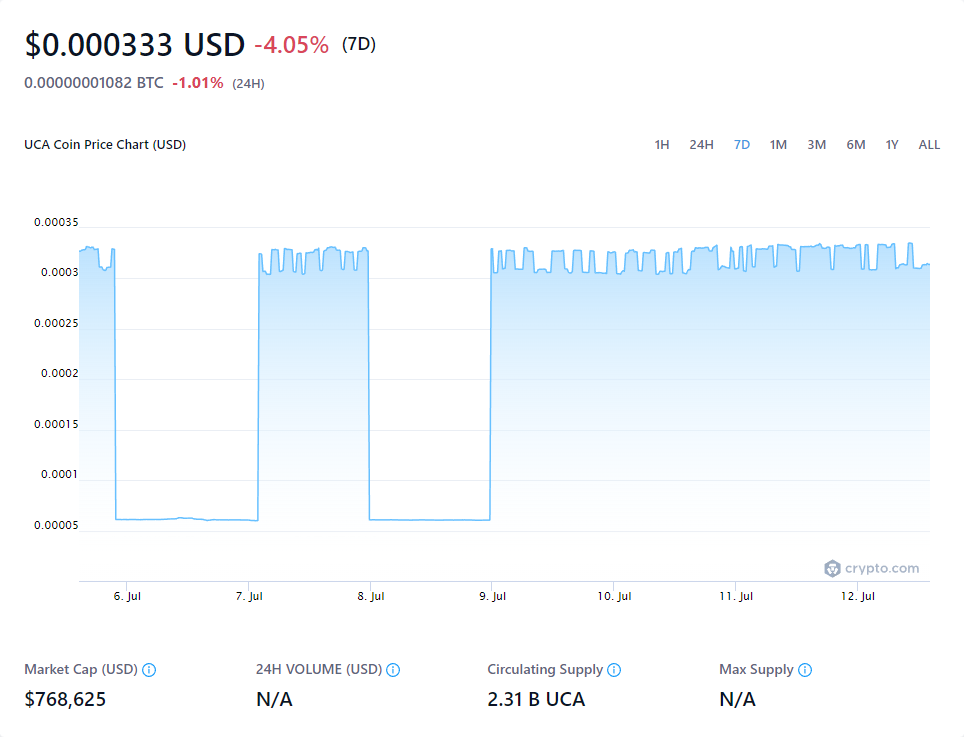 $0.000333 USD -4.05% (7D)
0.00000001082 BTC -1.01% (24H)
UCA Coin Price Chart (USD) 1H 24H 7D 1M 3M 6M 1Y ALL
0.00035
0.0003
0.00025
0.0002
0.00015
0.0001
0.00005
crypto.com
6. Jul 7. Jul 8. Jul 9. Jul 10. Jul 11. Jul 12. Jul
Market Cap (USD) 24H VOLUME (USD) Circulating Supply Max Supply
$768,625 N/A 2.31 B UCA N/A